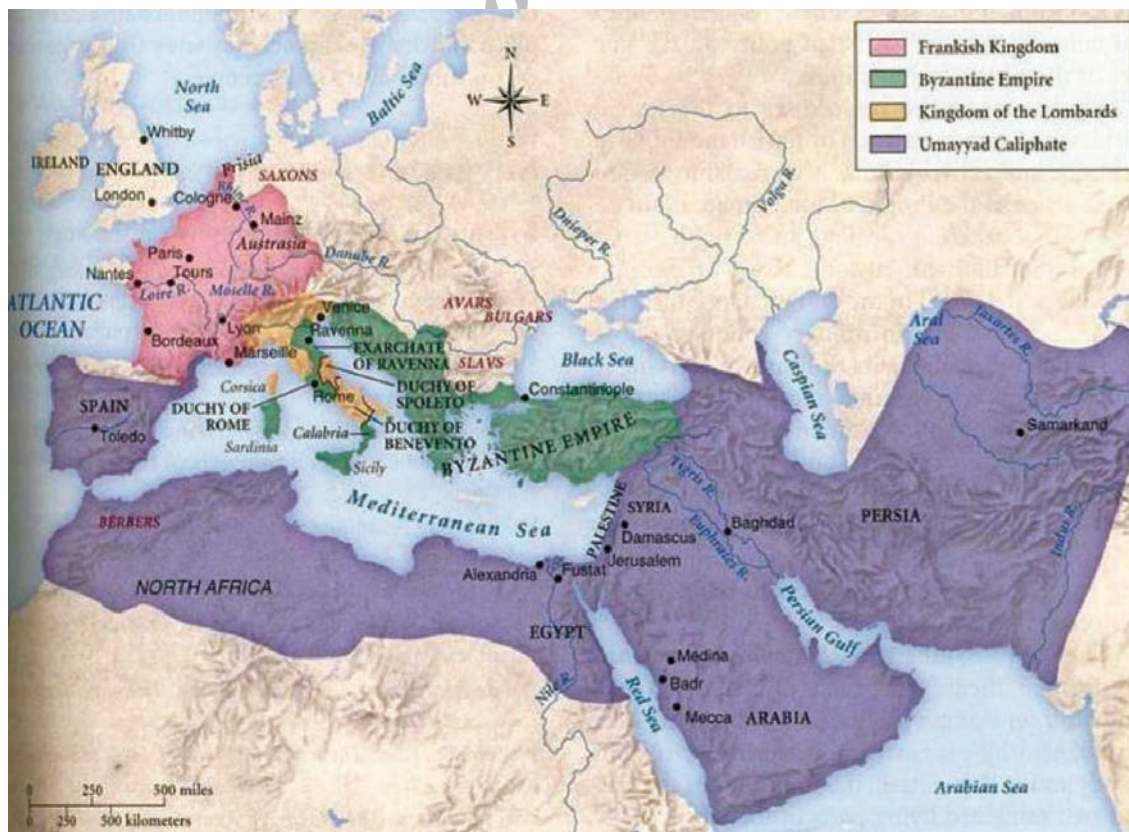 Frankish Kingdom
Byzantine Empire
Kingdom of the Lombards
Umayyad Caliphate
N
W E
S
North
Sea
Baltic Sea
Whitby
IRELAND
ENGLAND
London
Frisia
SAXONS
Cologne
Rhine R.
Mainz
Austrasia
Paris
Nantes
Tours
Loire R.
Moselle R.
Danube R.
Dnieper R.
Volga R.
ATLANTIC
OCEAN
Bordeaux
Lyon
Marseille
Venice
Ravenna
EXARCHATE
OF RAVENNA
AVARS
BULGARS
SLAVS
Black Sea
Caspian Sea
Aral
Sea
Jaxartes R.
Corsica
DUCHY OF
ROME
Rome
DUCHY OF
SPOLETO
DUCHY OF
BENEVENTO
Constantinople
BYZANTINE EMPIRE
SPAIN
Toledo
Sardinia
Calabria
Sicily
Samarkand
Mediterranean Sea
BERBERS
NORTH AFRICA
PALESTINE
SYRIA
Damascus
Jerusalem
Tigris R.
Euphrates R.
Baghdad
PERSIA
Indus R.
Alexandria
Fustat
EGYPT
Nile R.
Persian Gulf
Medina
Badr
Mecca
ARABIA
Red Sea
Arabian Sea
0 250 500 miles
0 250 500 kilometers